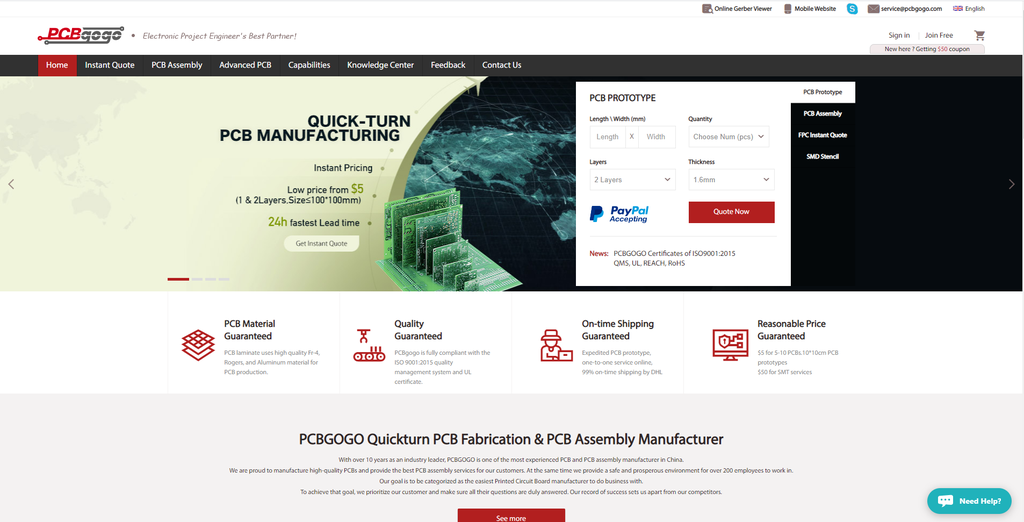 Online Gerber Viewer
Mobile Website
service@pcbgogo.com
English
PCBgogo
Electronic Project Engineer's Best Partner!
Sign in
Join Free
New here ? Getting $50 coupon
Home
Instant Quote
PCB Assembly
Advanced PCB
Capabilities
Knowledge Center
Feedback
Contact Us
QUICK-TURN
PCB MANUFACTURING
Instant Pricing
Low price from $5
(1 & 2Layers,Size≤100*100mm)
24h fastest Lead time
Get Instant Quote
PCB PROTOTYPE
Length \ Width (mm)
Quantity
Length X Width
Choose Num (pcs)
Layers
Thickness
2 Layers
1.6mm
PayPal
Accepting
Quote Now
News: PCBGOGO Certificates of ISO9001:2015
QMS, UL, REACH, RoHS
PCB Prototype
PCB Assembly
FPC Instant Quote
SMD Stencil
PCB Material
Guaranteed
PCB laminate uses high quality Fr-4,
Rogers, and Aluminum material for
PCB production.
Quality
Guaranteed
PCBgogo is fully compliant with the
ISO 9001:2015 quality
management system and UL
certificate.
On-time Shipping
Guaranteed
Expedited PCB prototype,
one-to-one service online,
99% on-time shipping by DHL
Reasonable Price
Guaranteed
$5 for 5-10 PCBs,10*10cm PCB
prototypes
$50 for SMT services
PCBGOGO Quickturn PCB Fabrication & PCB Assembly Manufacturer
With over 10 years as an industry leader, PCBGOGO is one of the most experienced PCB and PCB assembly manufacturer in China.
We are proud to manufacture high-quality PCBs and provide the best PCB assembly services for our customers. At the same time we provide a safe and prosperous environment for over 200 employees to work in.
Our goal is to be categorized as the easiest Printed Circuit Board manufacturer to do business with.
To achieve that goal, we prioritize our customer and make sure all their questions are duly answered. Our record of success sets us apart from our competitors.
See more
Need Help?